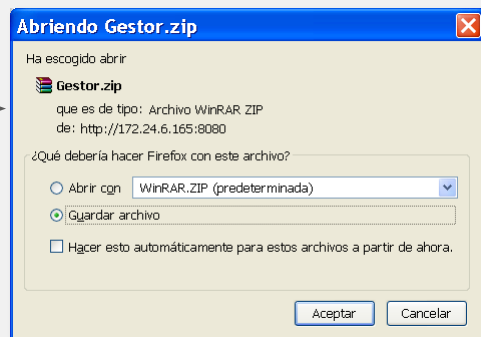 Abriendo Gestor.zip
Ha escogido abrir
Gestor.zip
que es de tipo: Archivo WinRAR ZIP
de: http://172.24.6.165:8080
¿Qué debería hacer Firefox con este archivo?
Abrir con WinRAR.ZIP (predeterminada)
Guardar archivo
Hacer esto automáticamente para estos archivos a partir de ahora.
Aceptar Cancelar